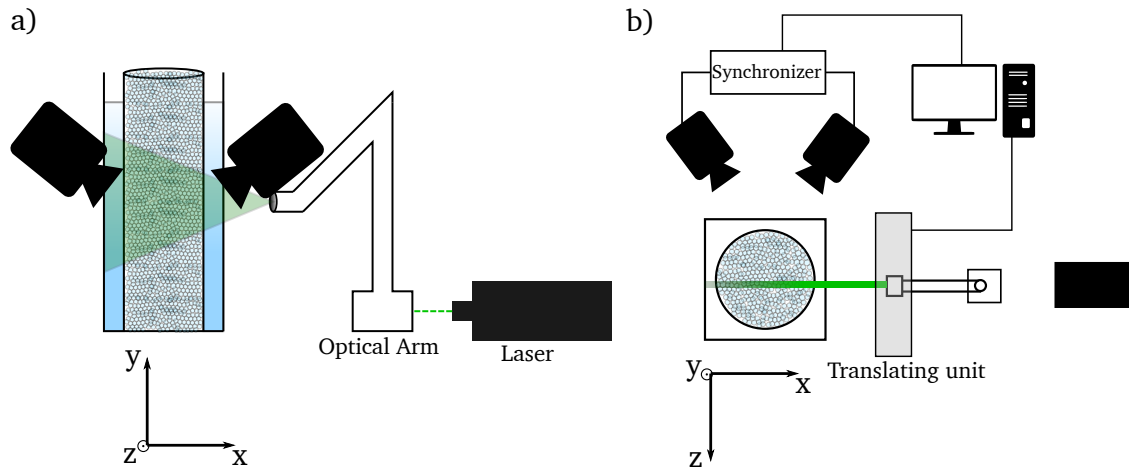 a)
Optical Arm
Laser
y
z
x
b)
Synchronizer
Translating unit
y
x
z